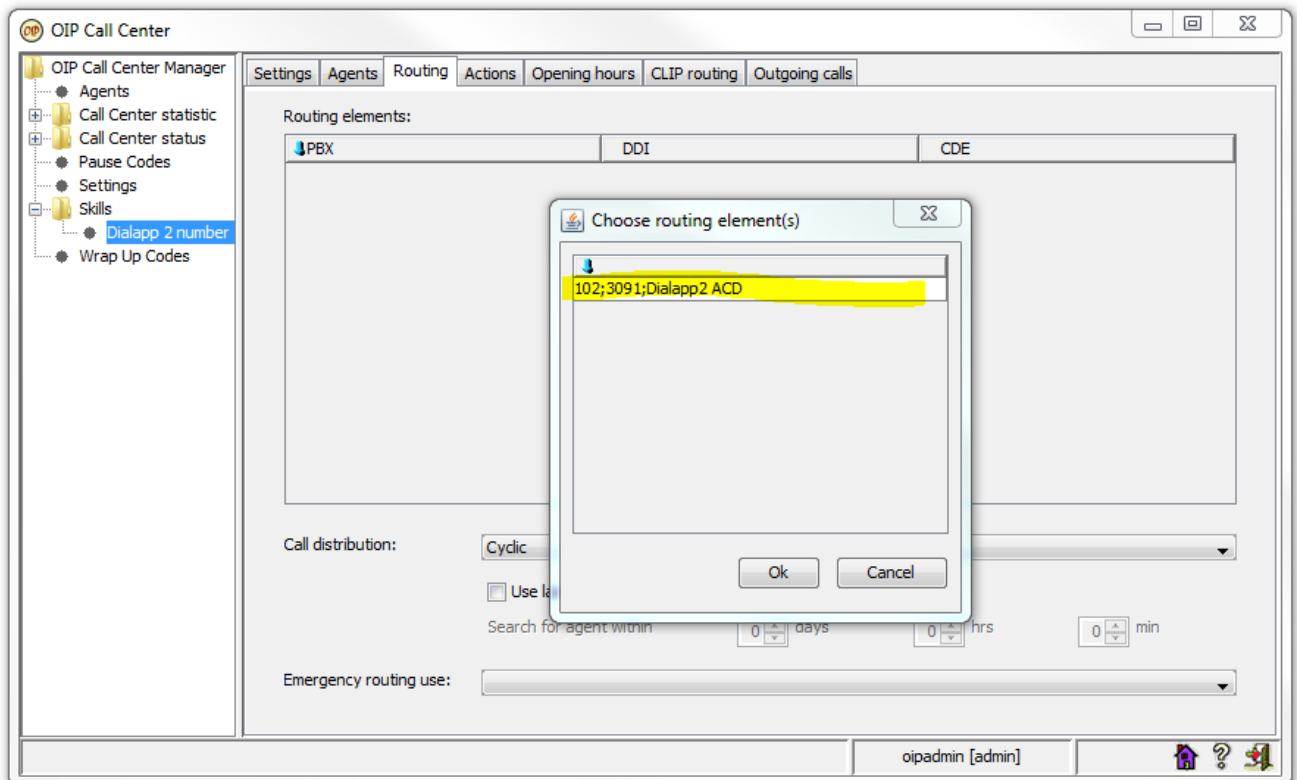 OIP OIP Call Center
OIP Call Center Manager
Agents
Call Center statistic
Call Center status
Pause Codes
Settings
Skills
Dialapp 2 number
Wrap Up Codes
Settings Agents Routing Actions Opening hours CLIP routing Outgoing calls
Routing elements:
PBX DDI CDE
Choose routing element(s)
102;3091;Dialapp2 ACD
Ok Cancel
Call distribution: Cyclic
Use la
Search for agent within 0 days 0 hrs 0 min
Emergency routing use:
oipadmin [admin] ?